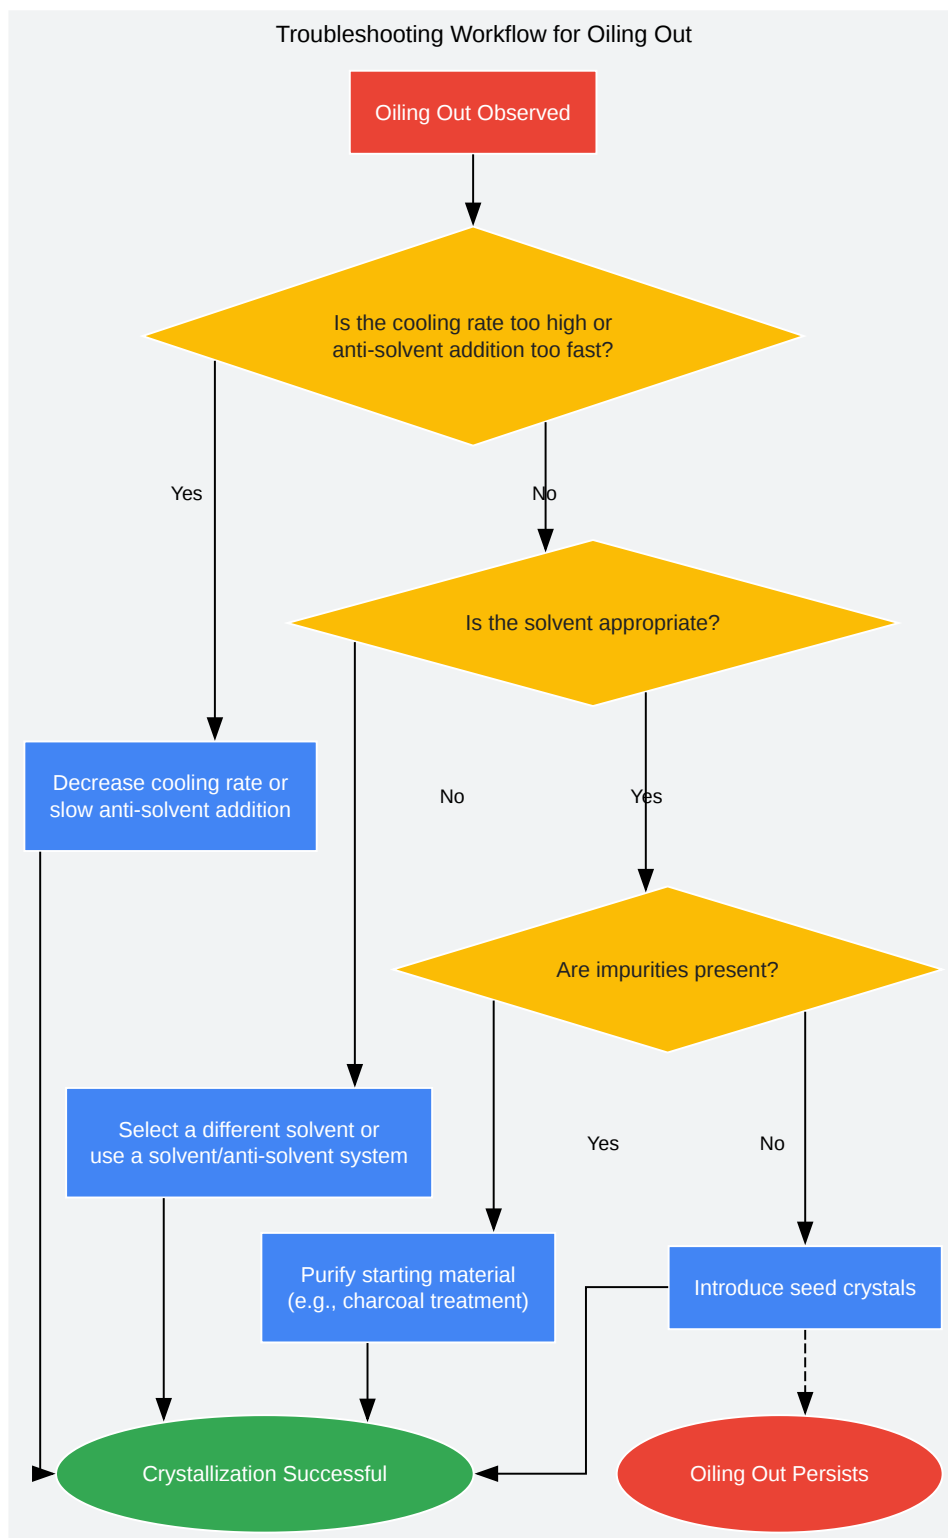 Troubleshooting Workflow for Oiling Out
Oiling Out Observed
Is the cooling rate too high or
anti-solvent addition too fast?
Yes
No
Is the solvent appropriate?
Decrease cooling rate or
slow anti-solvent addition
No
Yes
Are impurities present?
Select a different solvent or
use a solvent/anti-solvent system
Yes
No
Purify starting material
(e.g., charcoal treatment)
Introduce seed crystals
Crystallization Successful
Oiling Out Persists